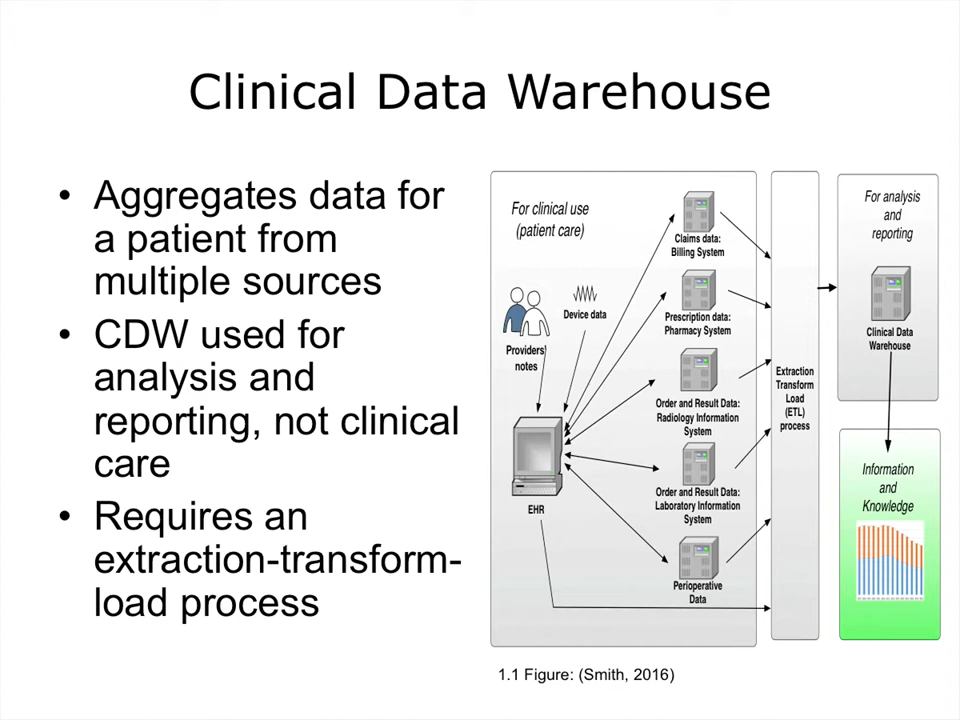 Clinical Data Warehouse
• Aggregates data for
a patient from
multiple sources
• CDW used for
analysis and
reporting, not clinical
care
• Requires an
extraction-transform-
load process
For clinical use
(patient care)
Providers'
notes
Device data
EHR
Claims data:
Billing System
Prescription data:
Pharmacy System
Order and Result Data:
Radiology Information
System
Order and Result Data:
Laboratory Information
System
Perioperative
Data
Extraction
Transform
Load
(ETL)
process
For analysis
and
reporting
Clinical Data
Warehouse
Information
and
Knowledge
1.1 Figure: (Smith, 2016)